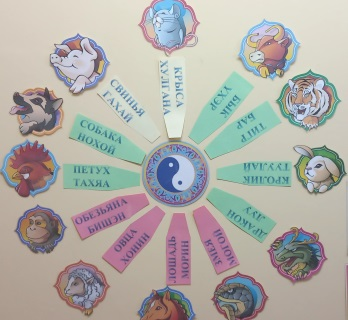 КРЫСА
ХУЛГАНА
БЫК
ҮХЭР
ТИГР
БАР
КРОЛИК
ТУУЛАЙ
ДРАКОН
ЛУУ
ЗМЕЯ
МОГОЙ
ЛОШАДЬ
МОРИН
ОВЦА
ХОНИН
ОБЕЗЬЯНА
БИШЭН
ПЕТУХ
ТАХЯА
СОБАКА
НОХОЙ
СВИНЬЯ
ГАХАЙ